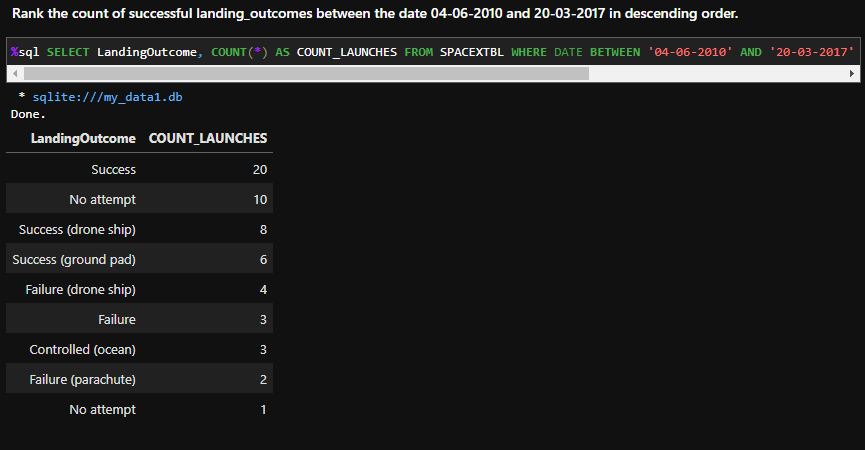 Rank the count of successful landing_outcomes between the date 04-06-2010 and 20-03-2017 in descending order.
%sql SELECT LandingOutcome, COUNT(*) AS COUNT_LAUNCHES FROM SPACEXTBL WHERE DATE BETWEEN '04-06-2010' AND '20-03-2017'
* sqlite:///my_data1.db
Done.
LandingOutcome COUNT_LAUNCHES
Success 20
No attempt 10
Success (drone ship) 8
Success (ground pad) 6
Failure (drone ship) 4
Failure 3
Controlled (ocean) 3
Failure (parachute) 2
No attempt 1